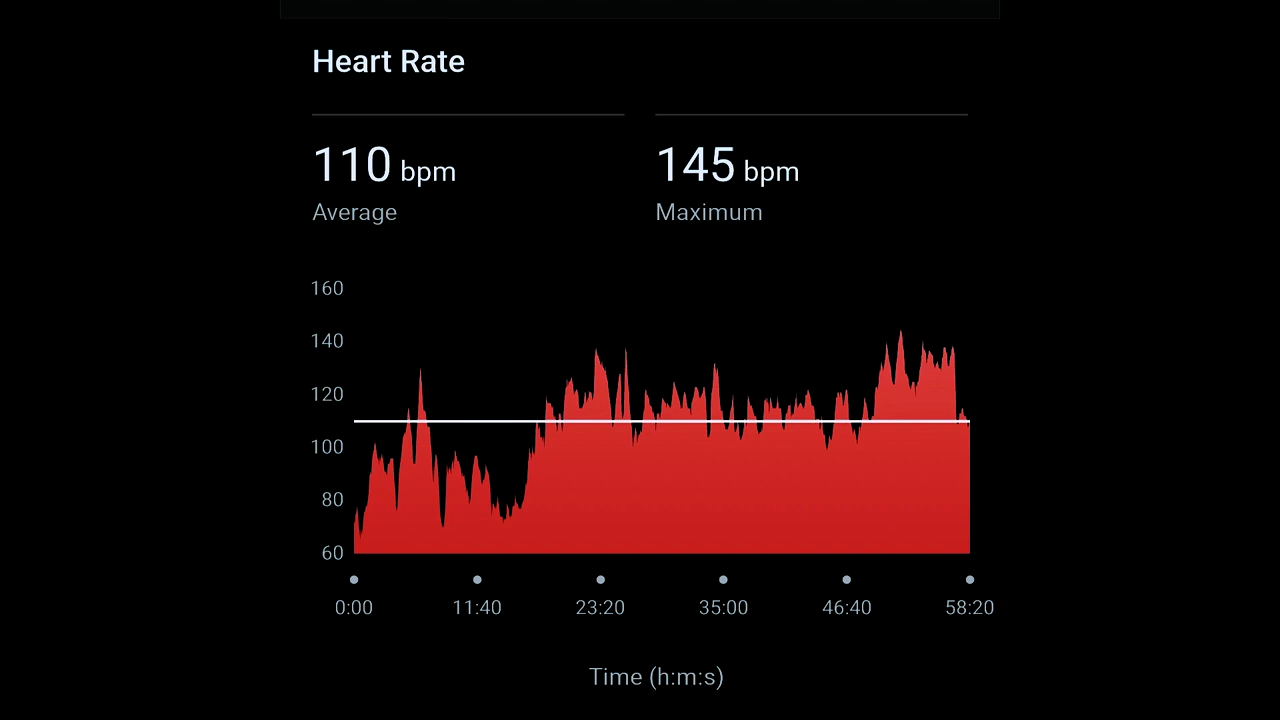 Heart Rate
110 bpm 145 bpm
Average Maximum
160
140
120
100
80
60
0:00 11:40 23:20 35:00 46:40 58:20
Time (h:m:s)